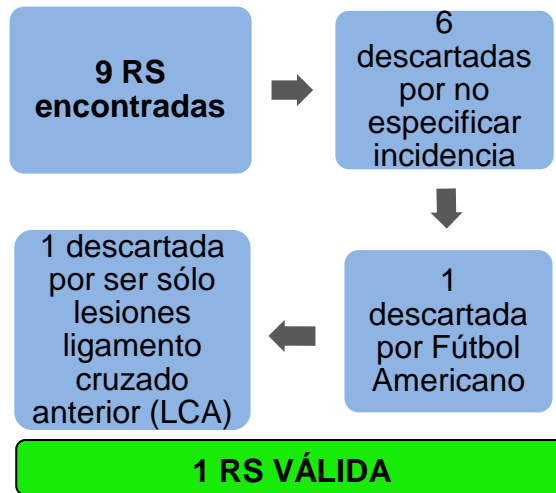 9 RS
encontradas
6
descartadas
por no
especificar
incidencia
1
descartada
por Fútbol
Americano
1 descartada
por ser sólo
lesiones
ligamento
cruzado
anterior (LCA)
1 RS VÁLIDA